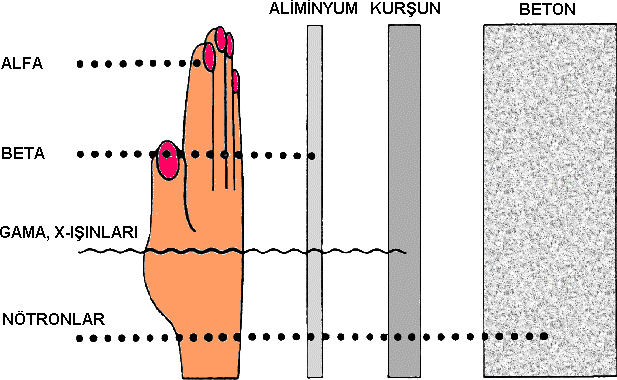 ALİMİNYUM KURŞUN BETON
ALFA
BETA
GAMA, X-IŞINLARI
NÖTRONLAR